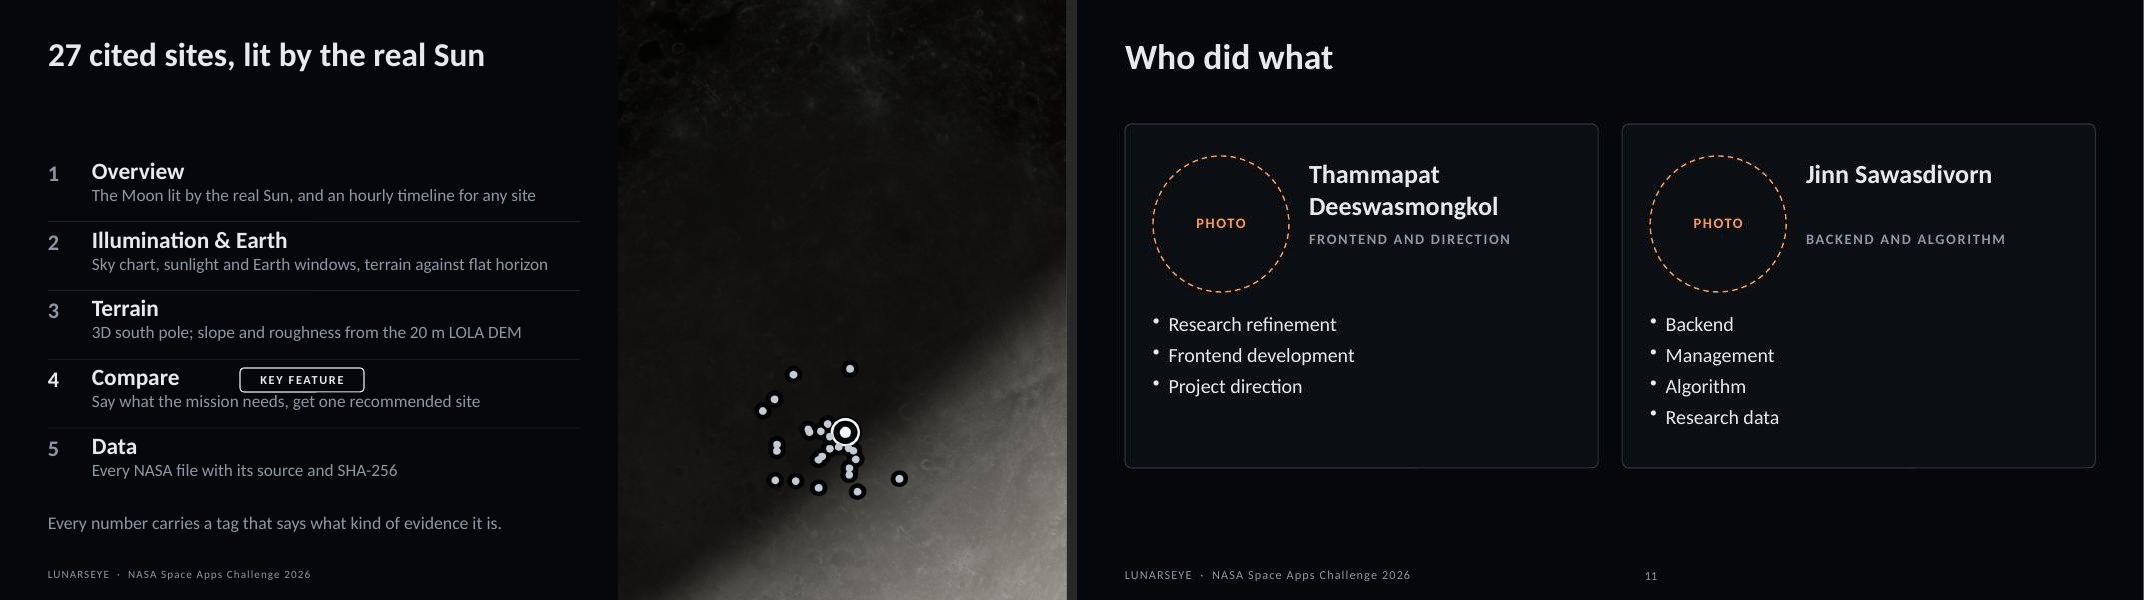 27 cited sites, lit by the real Sun
1
Overview
The Moon lit by the real Sun, and an hourly timeline for any site
2
Illumination & Earth
Sky chart, sunlight and Earth windows, terrain against flat horizon
3
Terrain
3D south pole; slope and roughness from the 20 m LOLA DEM
4
Compare
KEY FEATURE
Say what the mission needs, get one recommended site
5
Data
Every NASA file with its source and SHA-256
Every number carries a tag that says what kind of evidence it is.
LUNARSEYE · NASA Space Apps Challenge 2026
Who did what
PHOTO
Thammapat
Deeswasmongkol
FRONTEND AND DIRECTION
• Research refinement
• Frontend development
• Project direction
PHOTO
Jinn Sawasdivorn
BACKEND AND ALGORITHM
• Backend
• Management
• Algorithm
• Research data
LUNARSEYE · NASA Space Apps Challenge 2026
11